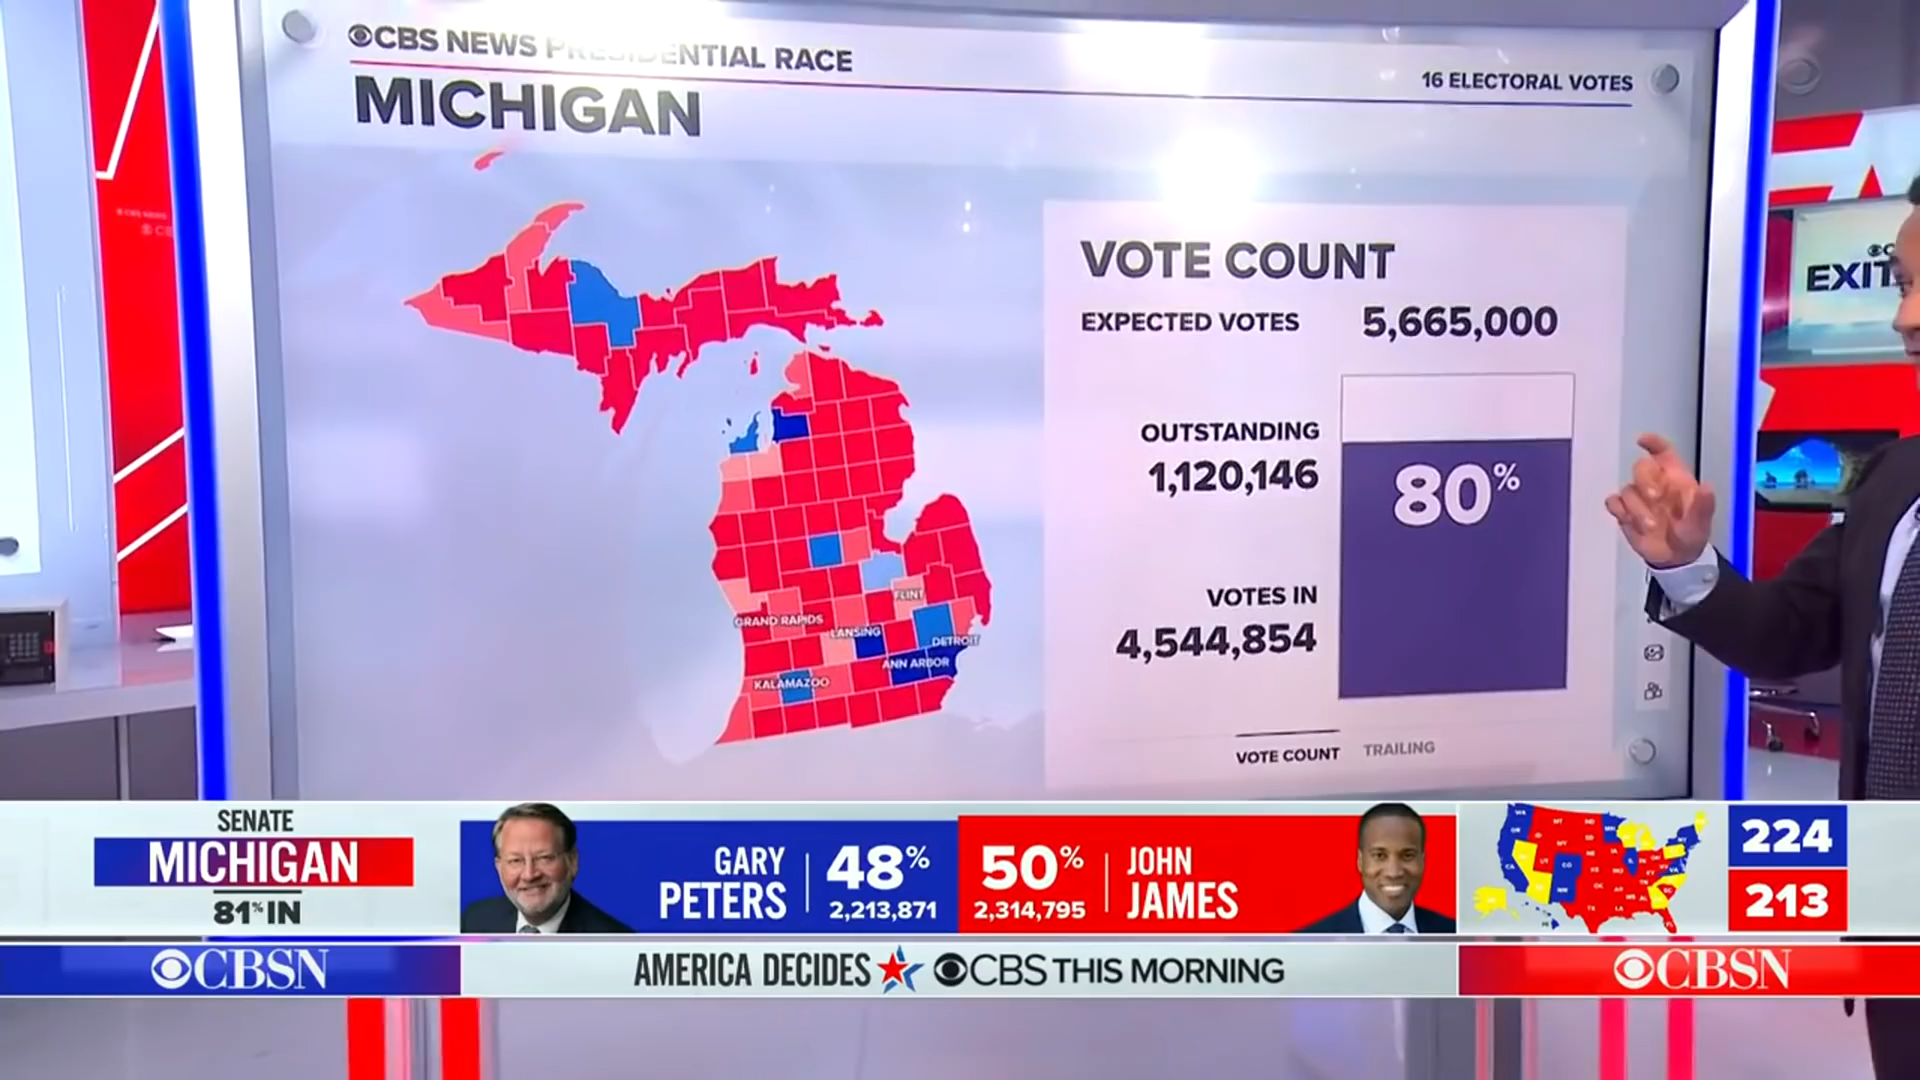 CBS NEWS PRESIDENTIAL RACE
MICHIGAN
16 ELECTORAL VOTES
VOTE COUNT
EXPECTED VOTES 5,665,000
OUTSTANDING
1,120,146
80%
VOTES IN
4,544,854
VOTE COUNT TRAILING
FLINT
GRAND RAPIDS
LANSING
DETROIT
ANN ARBOR
KALAMAZOO
EXIT
SENATE
MICHIGAN
81% IN
GARY
PETERS
48%
2,213,871
50%
2,314,795
JOHN
JAMES
224
213
CBSN
AMERICA DECIDES CBS THIS MORNING
CBSN